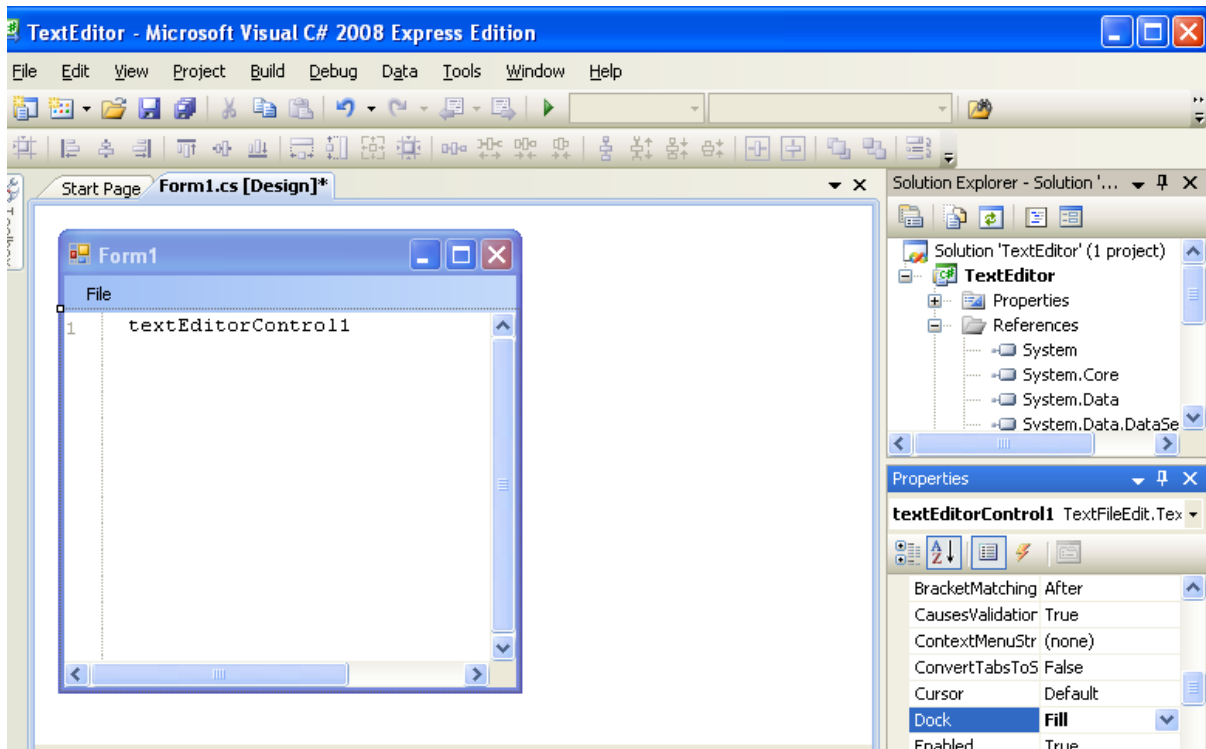 TextEditor - Microsoft Visual C# 2008 Express Edition
File Edit View Project Build Debug Data Tools Window Help
Toolbox
Start Page Form1.cs [Design]*
Form1
File
1 textEditorControl1
Solution Explorer - Solution '...
Solution 'TextEditor' (1 project)
TextEditor
Properties
References
System
System.Core
System.Data
System.Data.DataSe
Properties
textEditorControl1 TextFileEdit.Tex
BracketMatching After
CausesValidation True
ContextMenuStr (none)
ConvertTabsToS False
Cursor Default
Dock Fill
Enabled True